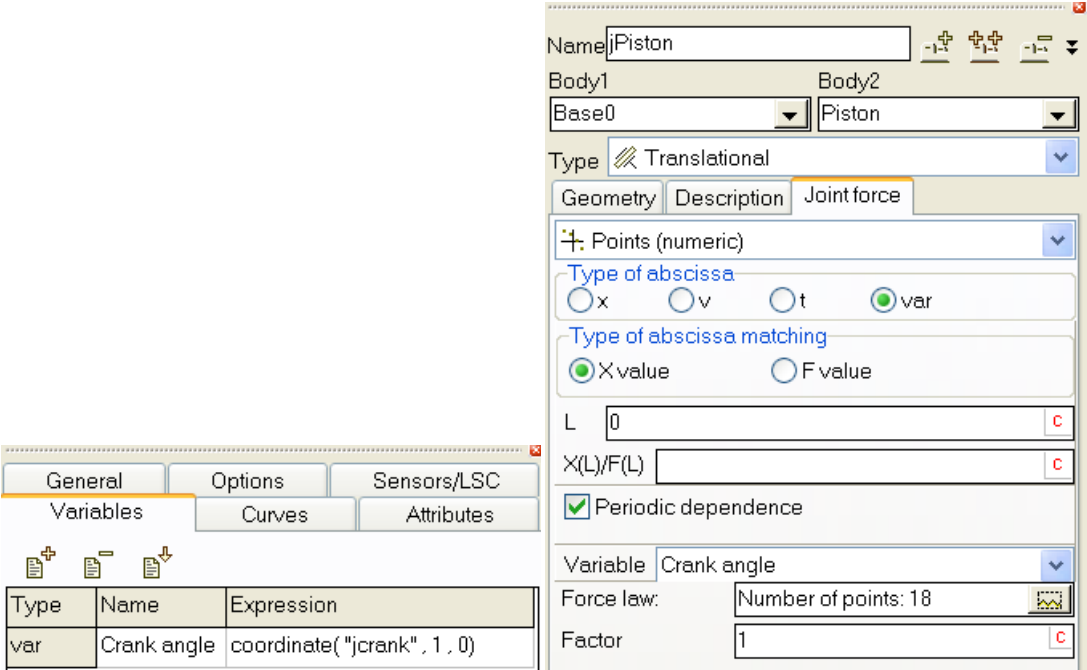 Name jPiston
Body1 Body2
Base0 Piston
Type Translational
Geometry Description Joint force
Points (numeric)
Type of abscissa
x v t var
Type of abscissa matching
X value F value
L 0 C
X(L)/F(L) C
Periodic dependence
Variable Crank angle
Force law: Number of points: 18
Factor 1 C
General Options Sensors/LSC
Variables Curves Attributes
Type Name Expression
var Crank angle coordinate( "jcrank" , 1 , 0)